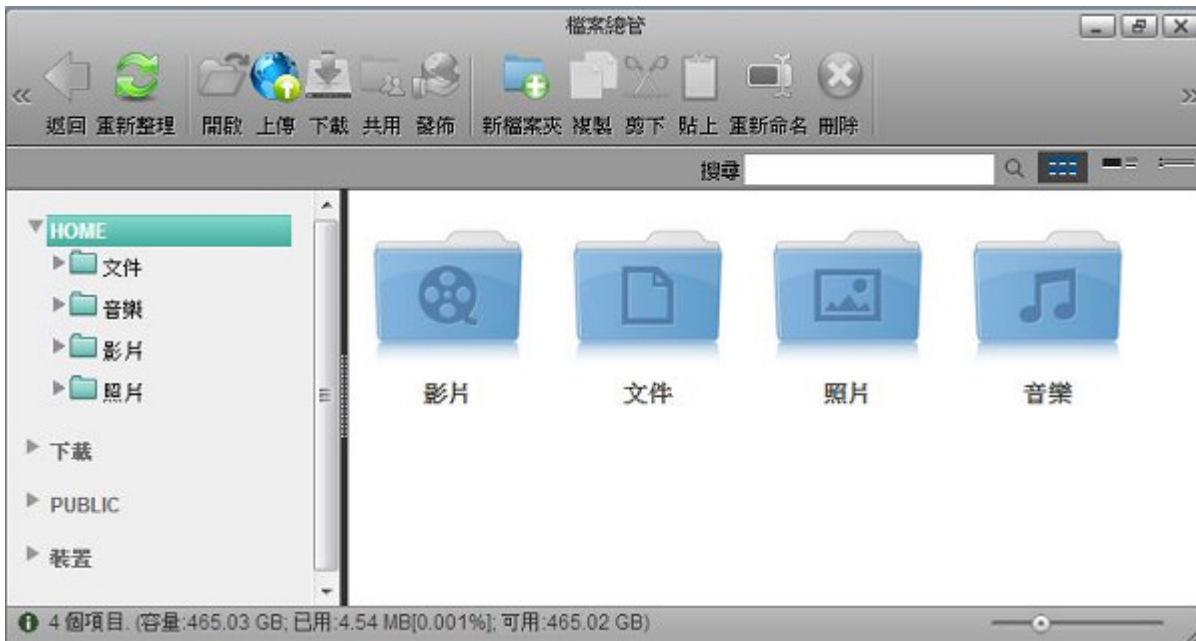 檔案總管
返回 重新整理 開啟 上傳 下載 共用 發佈 新檔案夾 複製 剪下 貼上 重新命名 刪除
搜尋
HOME
文件
音樂
影片
照片
下載
PUBLIC
裝置
影片 文件 照片 音樂
4 個項目. (容量:465.03 GB; 已用:4.54 MB[0.001%]; 可用:465.02 GB)